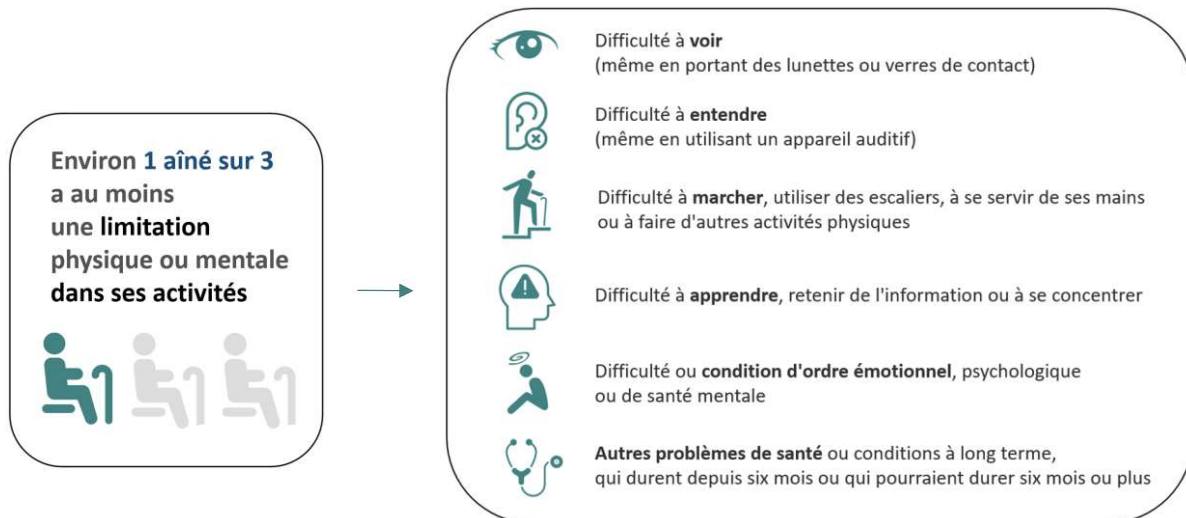 Environ 1 aîné sur 3
a au moins
une limitation
physique ou mentale
dans ses activités
Difficulté à voir
(même en portant des lunettes ou verres de contact)
Difficulté à entendre
(même en utilisant un appareil auditif)
Difficulté à marcher, utiliser des escaliers, à se servir de ses mains
ou à faire d'autres activités physiques
Difficulté à apprendre, retenir de l'information ou à se concentrer
Difficulté ou condition d'ordre émotionnel, psychologique
ou de santé mentale
Autres problèmes de santé ou conditions à long terme,
qui durent depuis six mois ou qui pourraient durer six mois ou plus